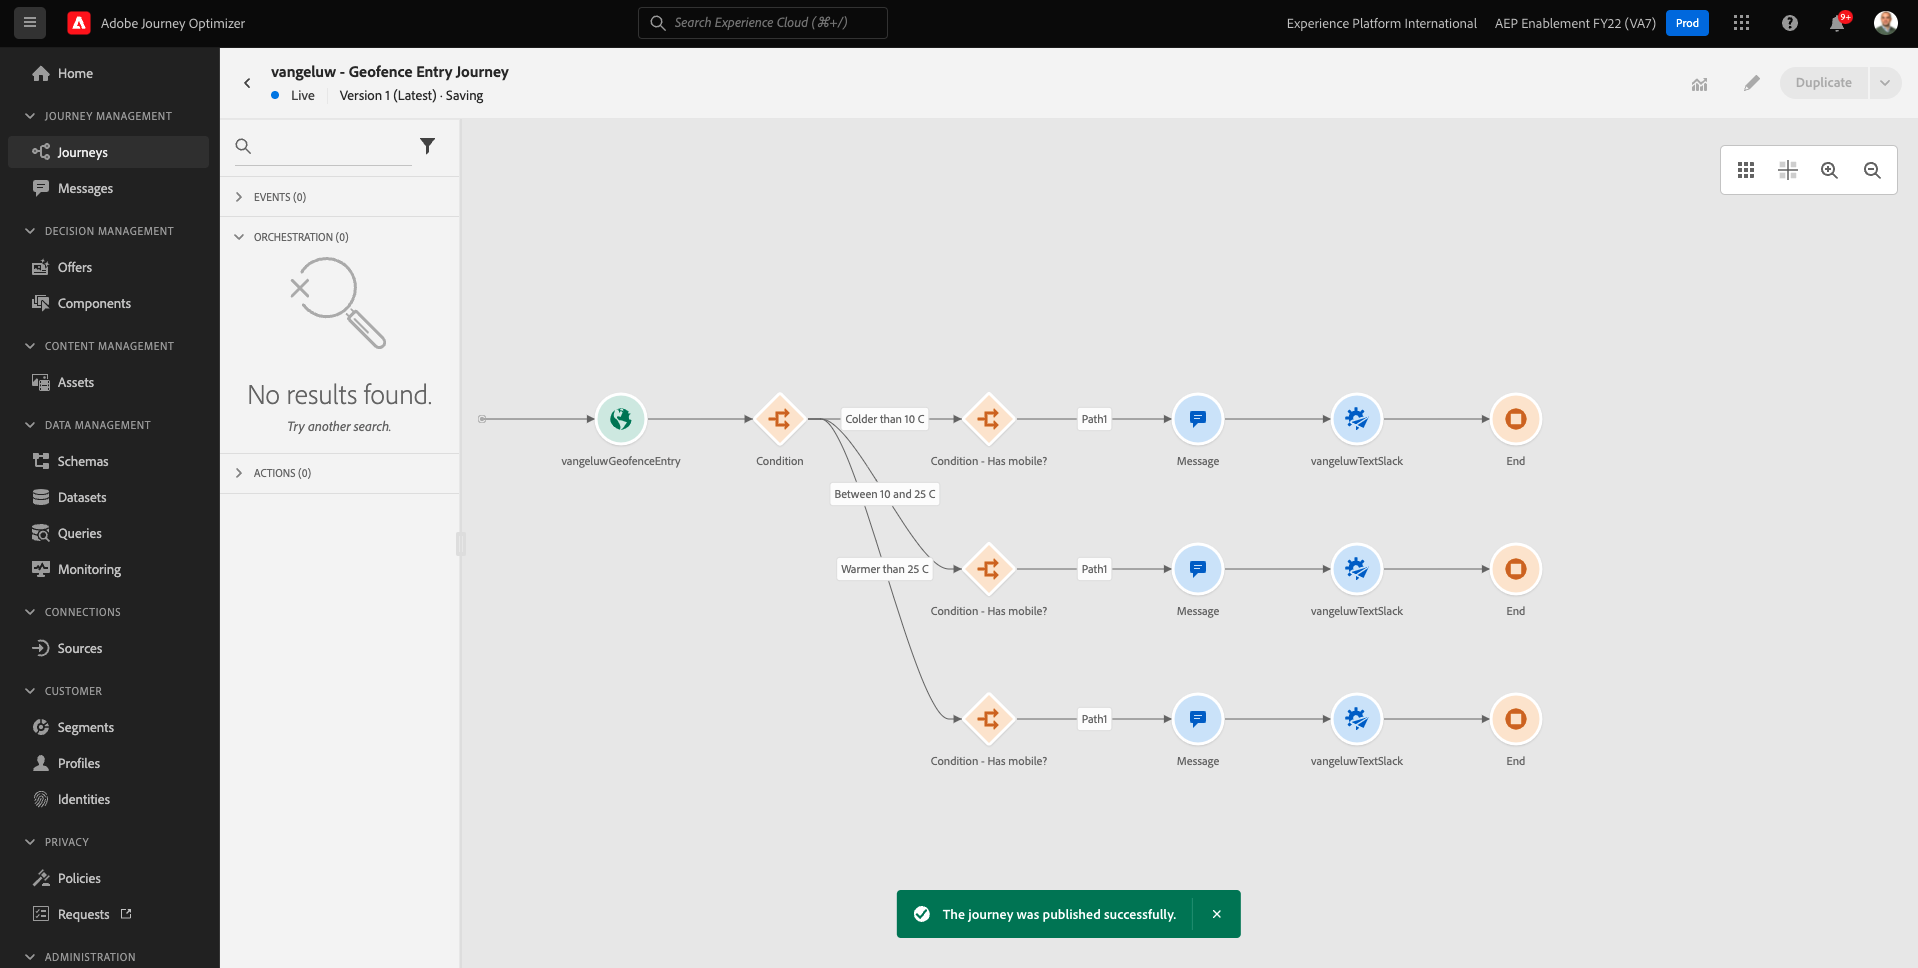 Adobe Journey Optimizer
Search Experience Cloud (⌘+/)
Experience Platform International
AEP Enablement FY22 (VA7)
Prod
9+
Home
JOURNEY MANAGEMENT
Journeys
Messages
DECISION MANAGEMENT
Offers
Components
CONTENT MANAGEMENT
Assets
DATA MANAGEMENT
Schemas
Datasets
Queries
Monitoring
CONNECTIONS
Sources
CUSTOMER
Segments
Profiles
Identities
PRIVACY
Policies
Requests
ADMINISTRATION
vangeluw - Geofence Entry Journey
Live
Version 1 (Latest) · Saving
Duplicate
EVENTS (0)
ORCHESTRATION (0)
No results found.
Try another search.
ACTIONS (0)
vangeluwGeofenceEntry
Condition
Colder than 10 C
Condition - Has mobile?
Path1
Message
vangeluwTextSlack
End
Between 10 and 25 C
Warmer than 25 C
Condition - Has mobile?
Path1
Message
vangeluwTextSlack
End
Condition - Has mobile?
Path1
Message
vangeluwTextSlack
End
The journey was published successfully.